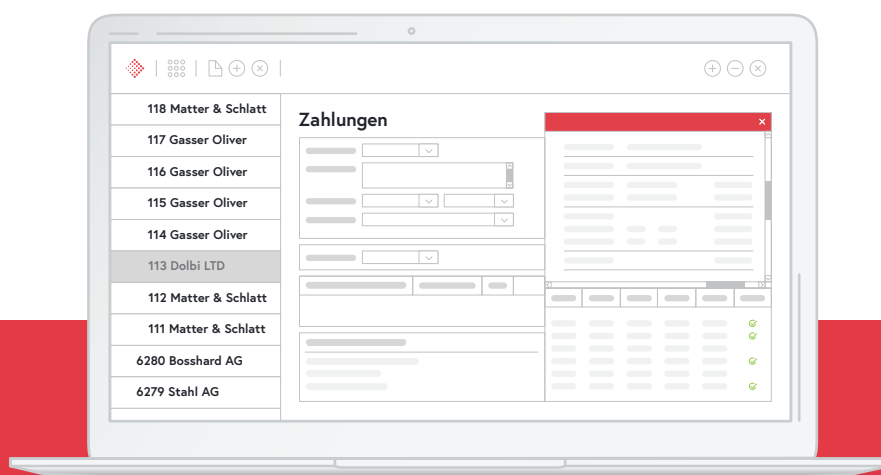 118 Matter & Schlatt
117 Gasser Oliver
116 Gasser Oliver
115 Gasser Oliver
114 Gasser Oliver
113 Dolbi LTD
112 Matter & Schlatt
111 Matter & Schlatt
6280 Bosshard AG
6279 Stahl AG
Zahlungen